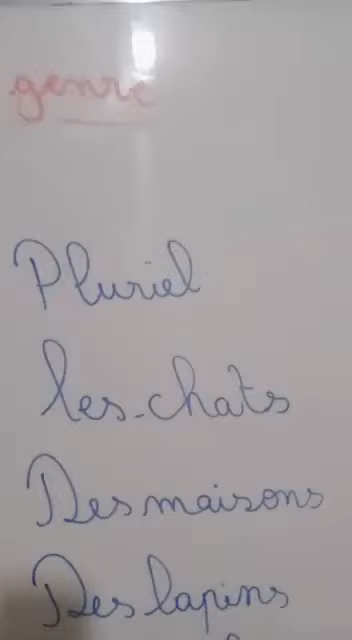 genre
Pluriel
les-chats
Des maisons
Des lapins